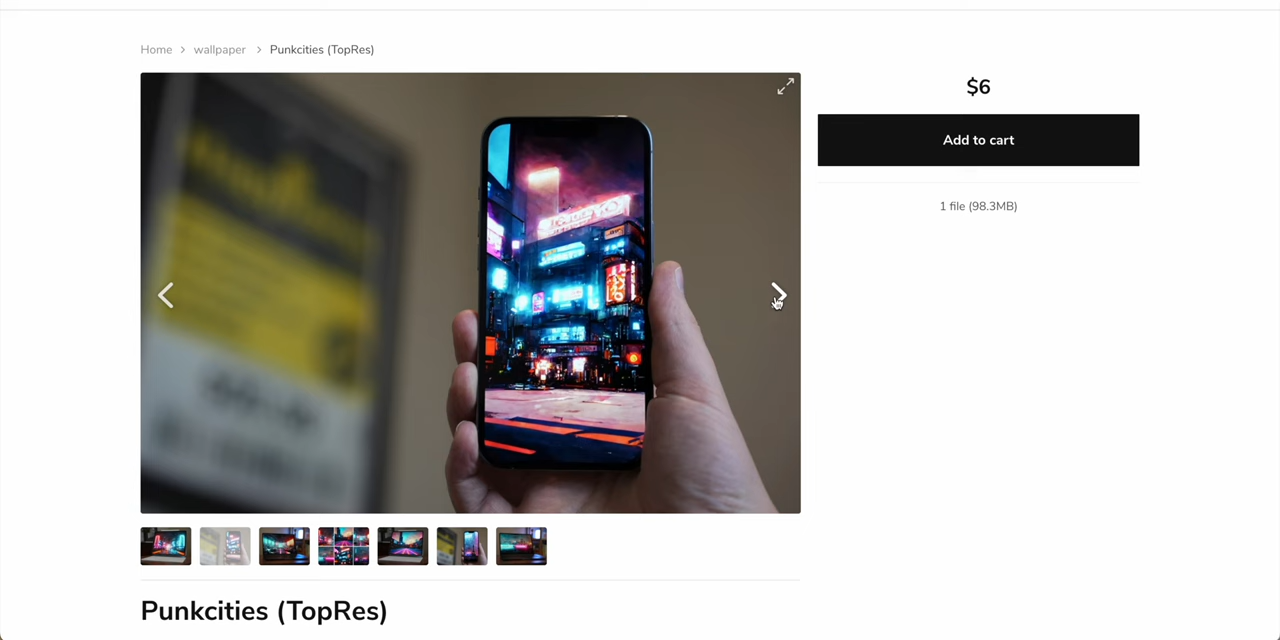 Home > wallpaper > Punkcities (TopRes)
$6
Add to cart
1 file (98.3MB)
Punkcities (TopRes)